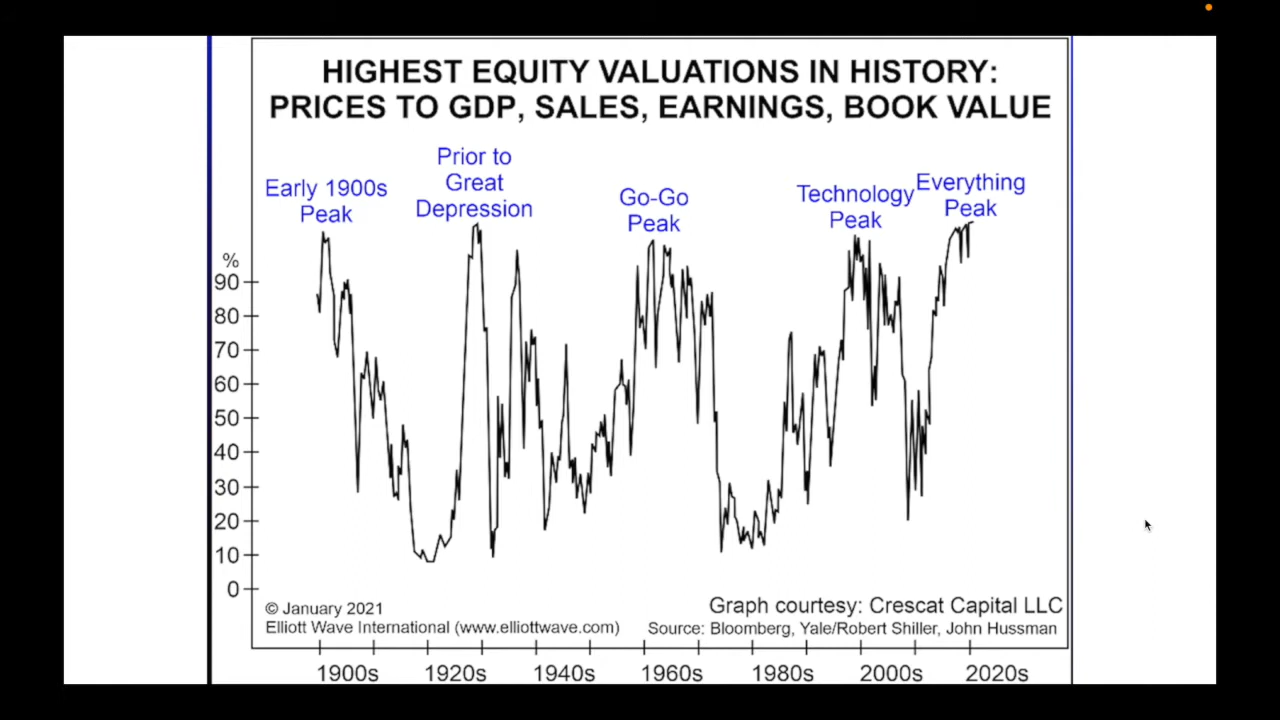 HIGHEST EQUITY VALUATIONS IN HISTORY:
PRICES TO GDP, SALES, EARNINGS, BOOK VALUE
Early 1900s
Peak
Prior to
Great
Depression
Go-Go
Peak
Technology
Peak
Everything
Peak
%
90
80
70
60
50
40
30
20
10
0
© January 2021
Elliott Wave International (www.elliottwave.com)
Graph courtesy: Crescat Capital LLC
Source: Bloomberg, Yale/Robert Shiller, John Hussman
1900s 1920s 1940s 1960s 1980s 2000s 2020s